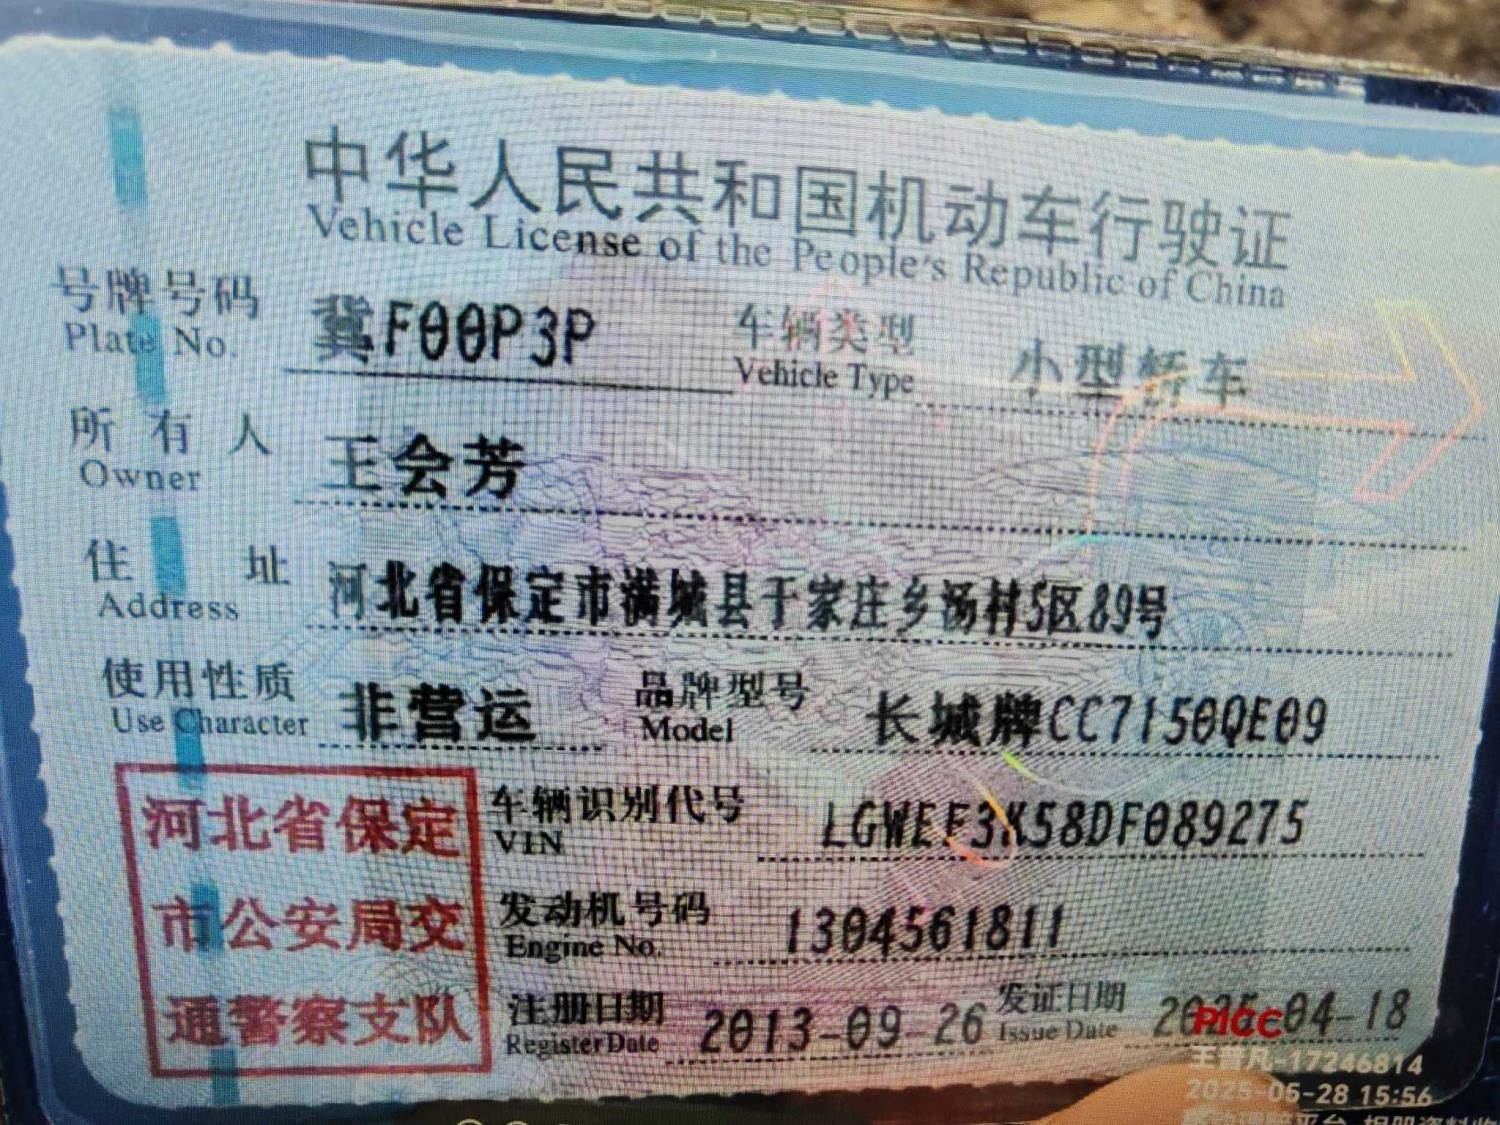 中华人民共和国机动车行驶证
Vehicle License of the People's Republic of China
号牌号码 冀F00P3P 车辆类型 小型轿车
Plate No. Vehicle Type
所有人 王会芳
Owner
住址 河北省保定市满城县于家庄乡汤村5区89号
Address
使用性质 非营运 品牌型号 长城牌CC7150QE09
Use Character Model
河北省保定
市公安局交
通警察支队
车辆识别代号 LGWEE3K58DF089275
VIN
发动机号码 1304561811
Engine No.
注册日期 2013-09-26 发证日期 2025-04-18
Register Date Issue Date
PICC
王普凡-17246814
2025-05-28 15:56